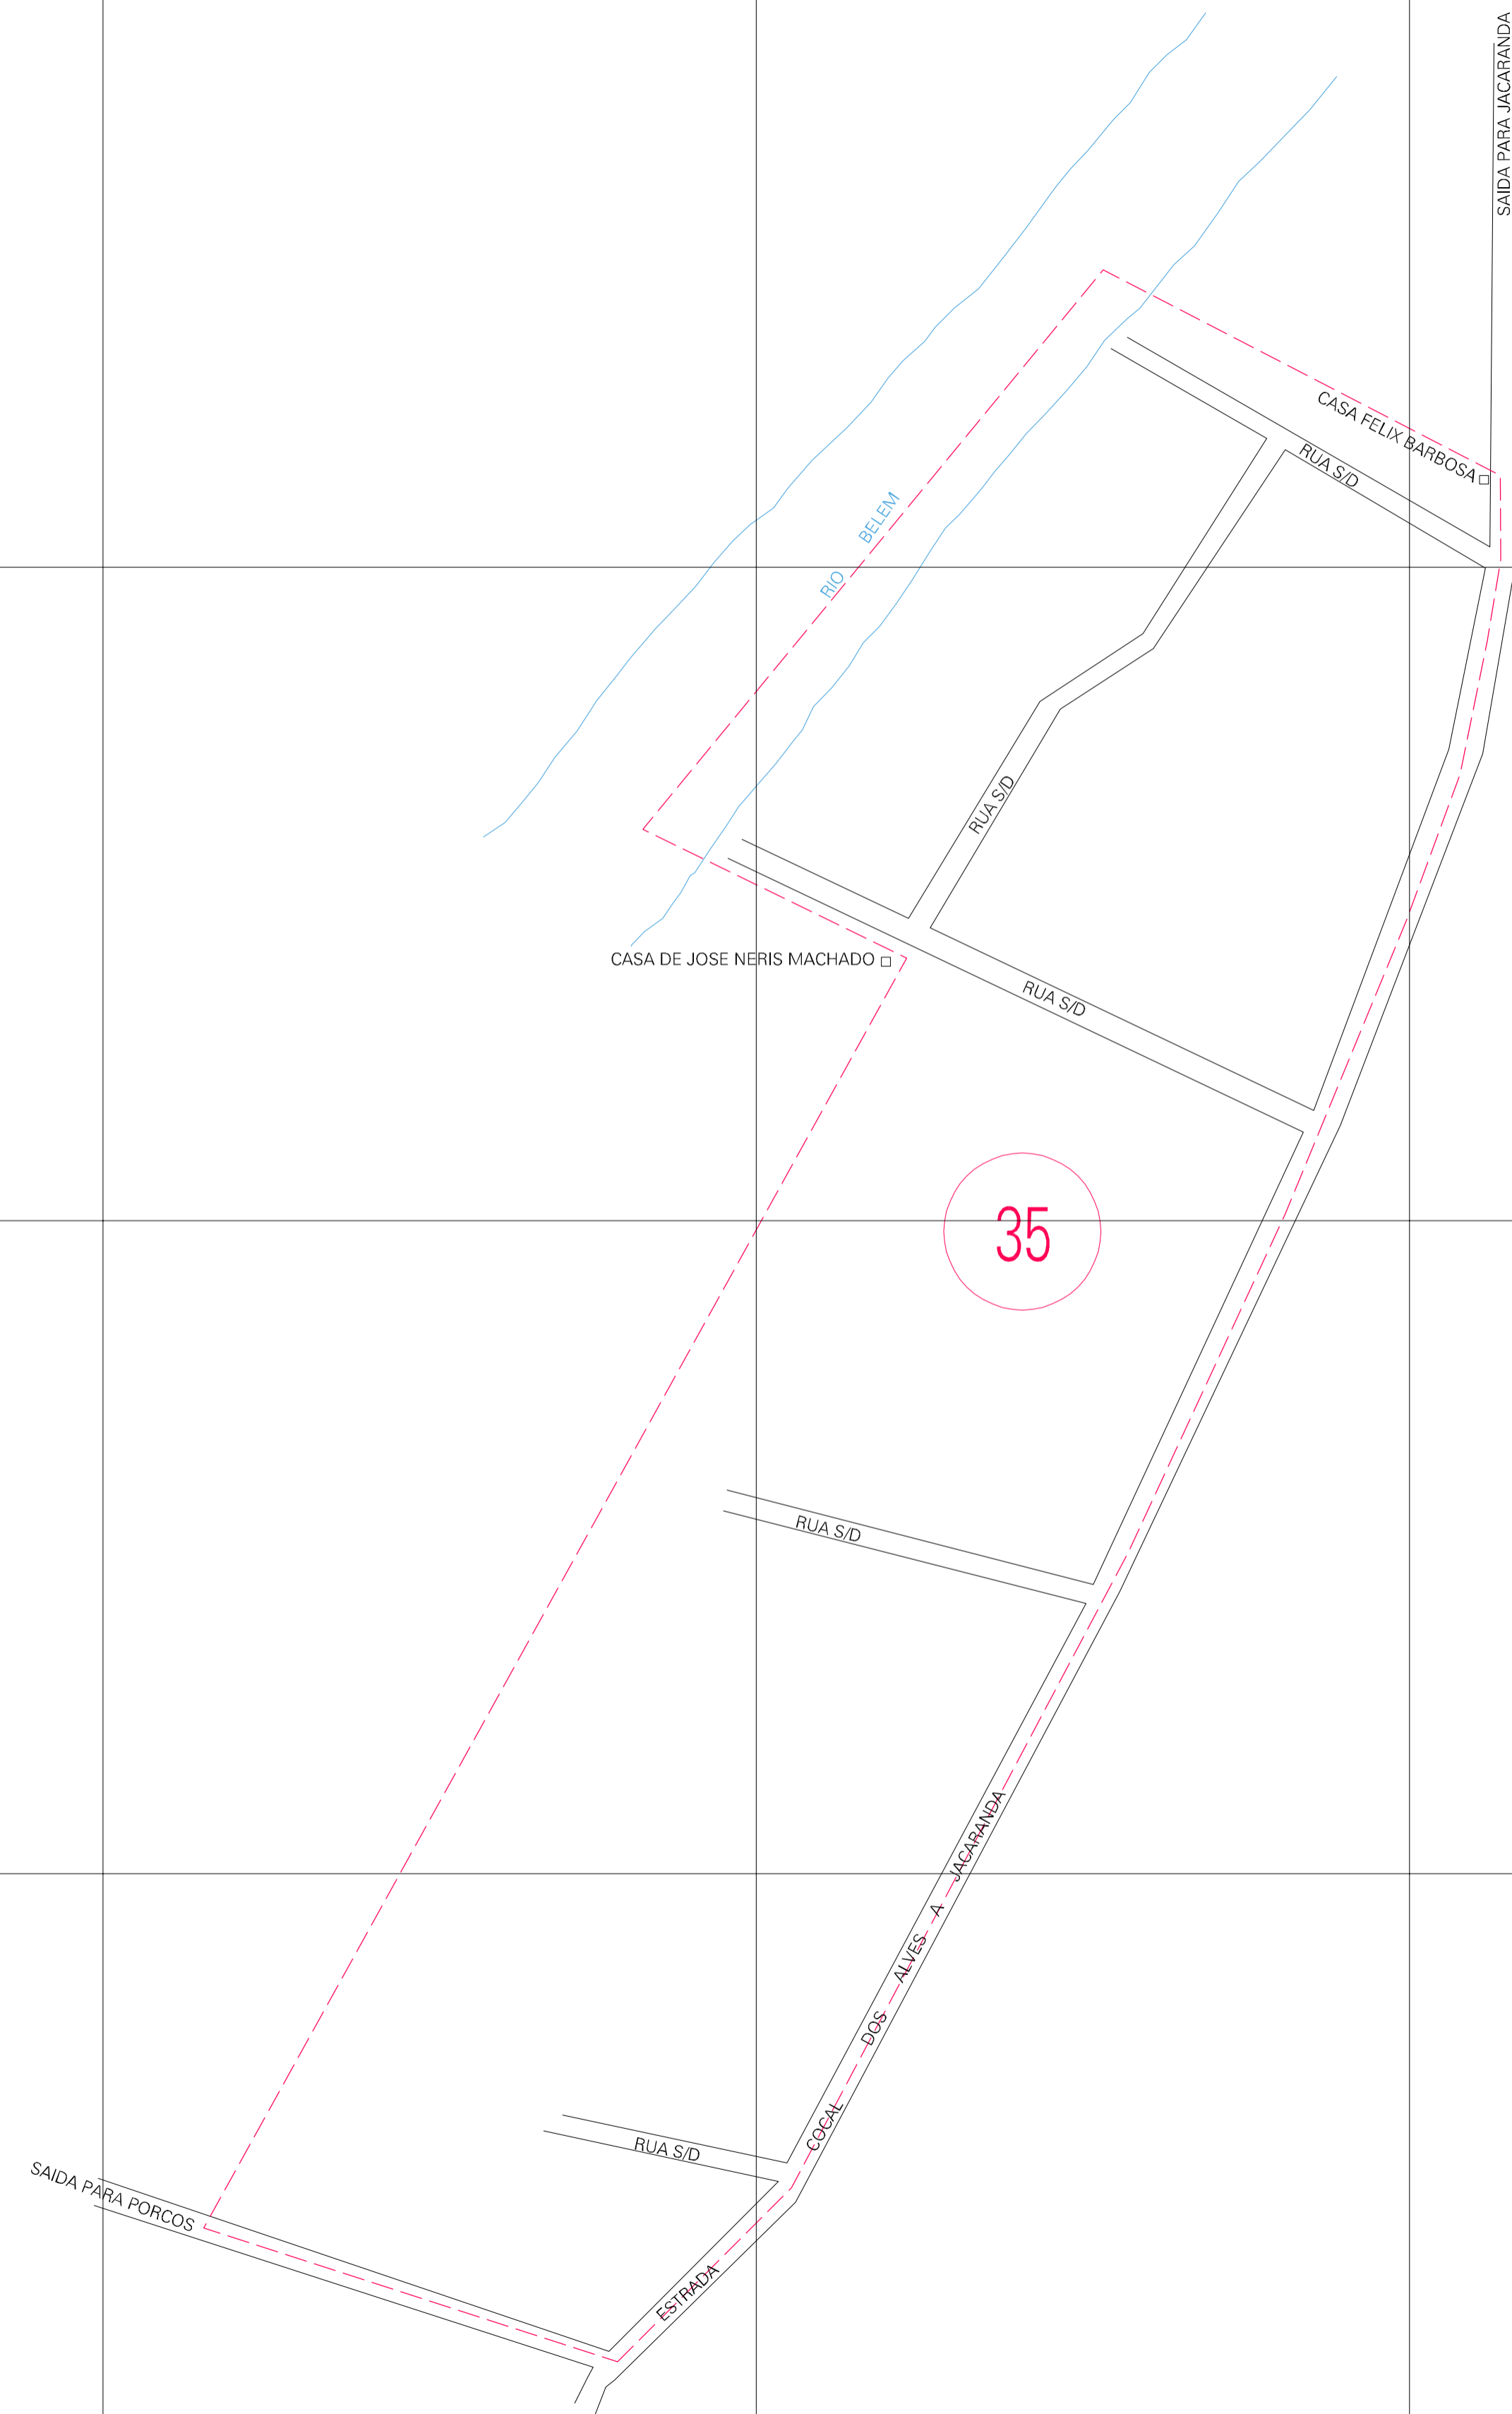 SAIDA PARA JACARANDA
CASA FELIX BARBOSA
RUA S/D
RIO BELEM
RUA S/D
CASA DE JOSE NERIS MACHADO
RUA S/D
35
RUA S/D
ESTRADA COCAL DOS ALVES A JACARANDA
RUA S/D
SAIDA PARA PORCOS